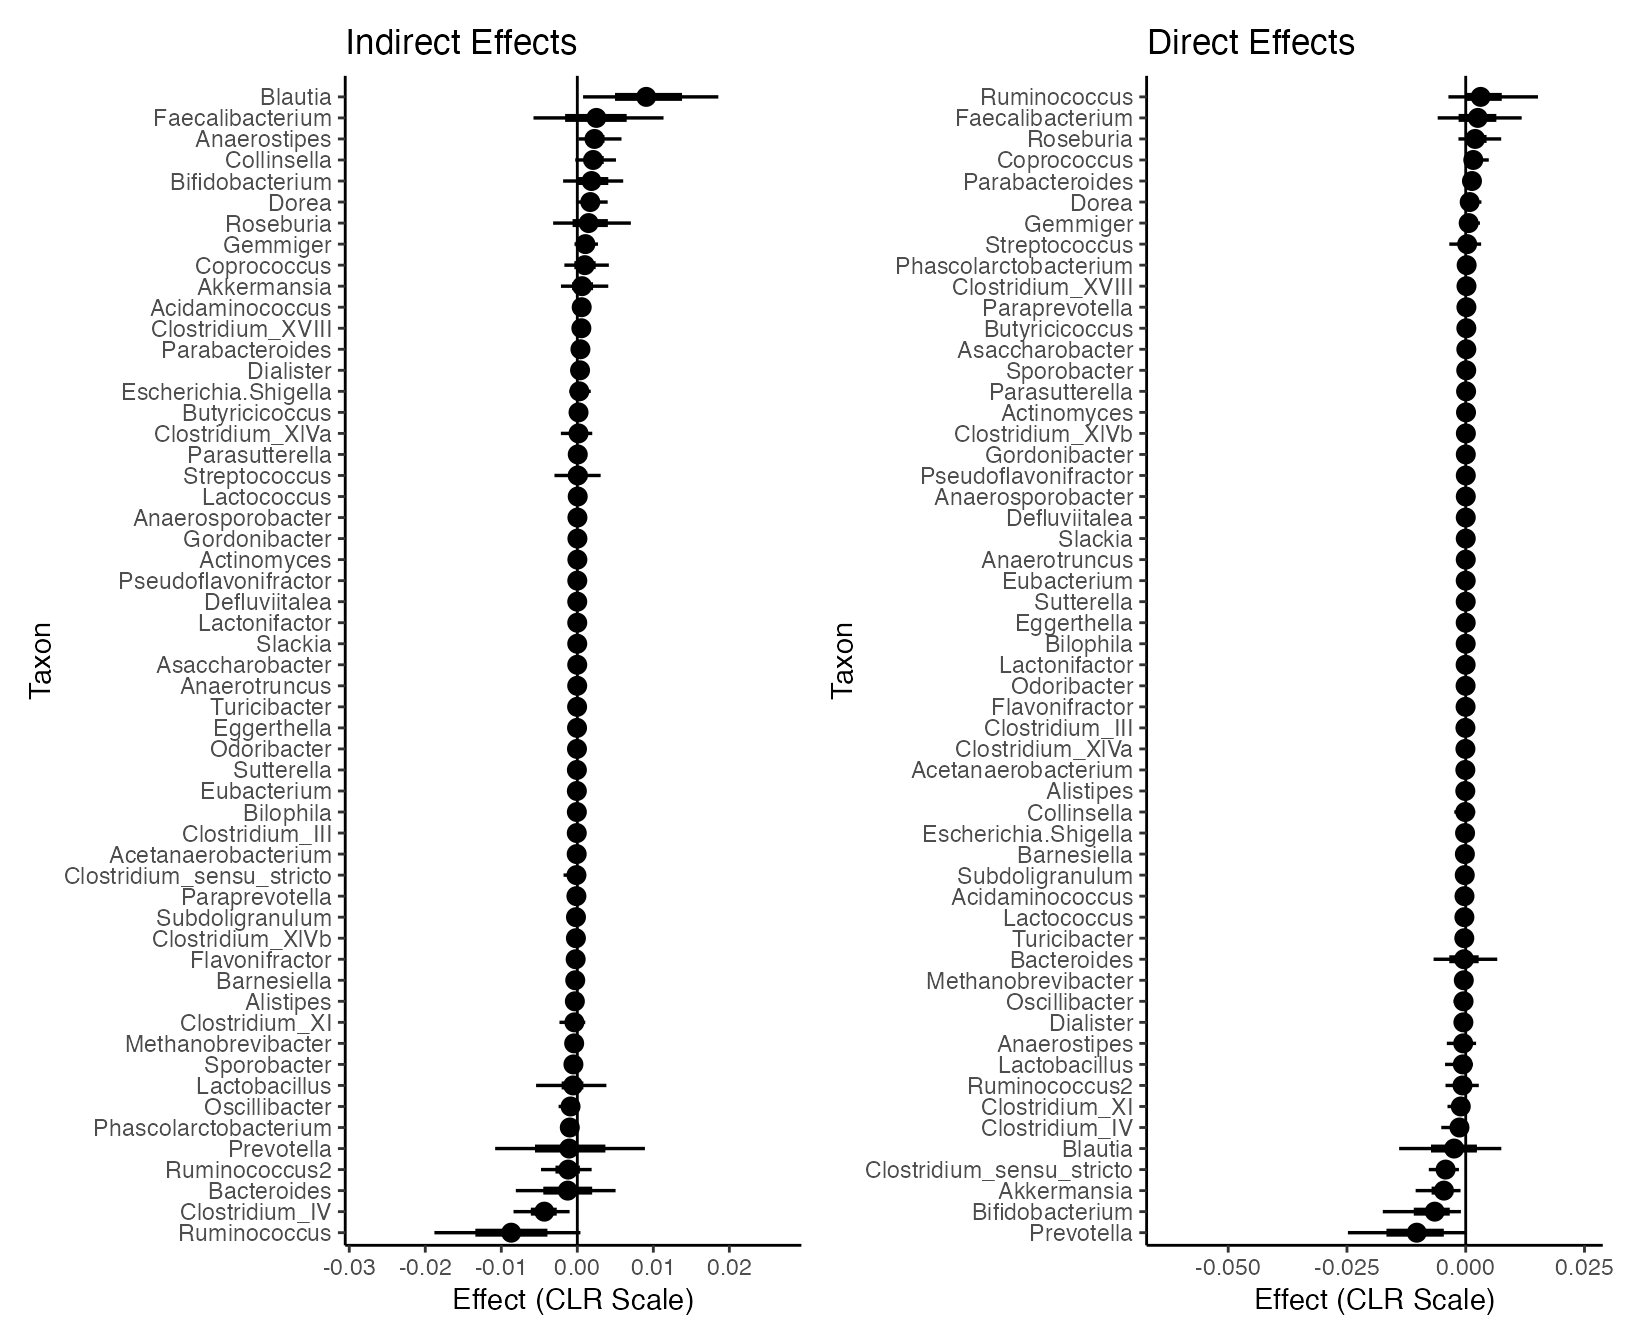 Indirect Effects
Taxon
Blautia
Faecalibacterium
Anaerostipes
Collinsella
Bifidobacterium
Dorea
Roseburia
Gemmiger
Coprococcus
Akkermansia
Acidaminococcus
Clostridium_XVIII
Parabacteroides
Dialister
Escherichia.Shigella
Butyricicoccus
Clostridium_XlVa
Parasutterella
Streptococcus
Lactococcus
Anaerosporobacter
Gordonibacter
Actinomyces
Pseudoflavonifractor
Defluviitalea
Lactonifactor
Slackia
Asaccharobacter
Anaerotruncus
Turicibacter
Eggerthella
Odoribacter
Sutterella
Eubacterium
Bilophila
Clostridium_III
Acetanaerobacterium
Clostridium_sensu_stricto
Paraprevotella
Subdoligranulum
Clostridium_XlVb
Flavonifractor
Barnesiella
Alistipes
Clostridium_XI
Methanobrevibacter
Sporobacter
Lactobacillus
Oscillibacter
Phascolarctobacterium
Prevotella
Ruminococcus2
Bacteroides
Clostridium_IV
Ruminococcus
-0.03 -0.02 -0.01 0.00 0.01 0.02
Effect (CLR Scale)
Direct Effects
Taxon
Ruminococcus
Faecalibacterium
Roseburia
Coprococcus
Parabacteroides
Dorea
Gemmiger
Streptococcus
Phascolarctobacterium
Clostridium_XVIII
Paraprevotella
Butyricicoccus
Asaccharobacter
Sporobacter
Parasutterella
Actinomyces
Clostridium_XlVb
Gordonibacter
Pseudoflavonifractor
Anaerosporobacter
Defluviitalea
Slackia
Anaerotruncus
Eubacterium
Sutterella
Eggerthella
Bilophila
Lactonifactor
Odoribacter
Flavonifractor
Clostridium_III
Clostridium_XlVa
Acetanaerobacterium
Alistipes
Collinsella
Escherichia.Shigella
Barnesiella
Subdoligranulum
Acidaminococcus
Lactococcus
Turicibacter
Bacteroides
Methanobrevibacter
Oscillibacter
Dialister
Anaerostipes
Lactobacillus
Ruminococcus2
Clostridium_XI
Clostridium_IV
Blautia
Clostridium_sensu_stricto
Akkermansia
Bifidobacterium
Prevotella
-0.050 -0.025 0.000 0.025
Effect (CLR Scale)